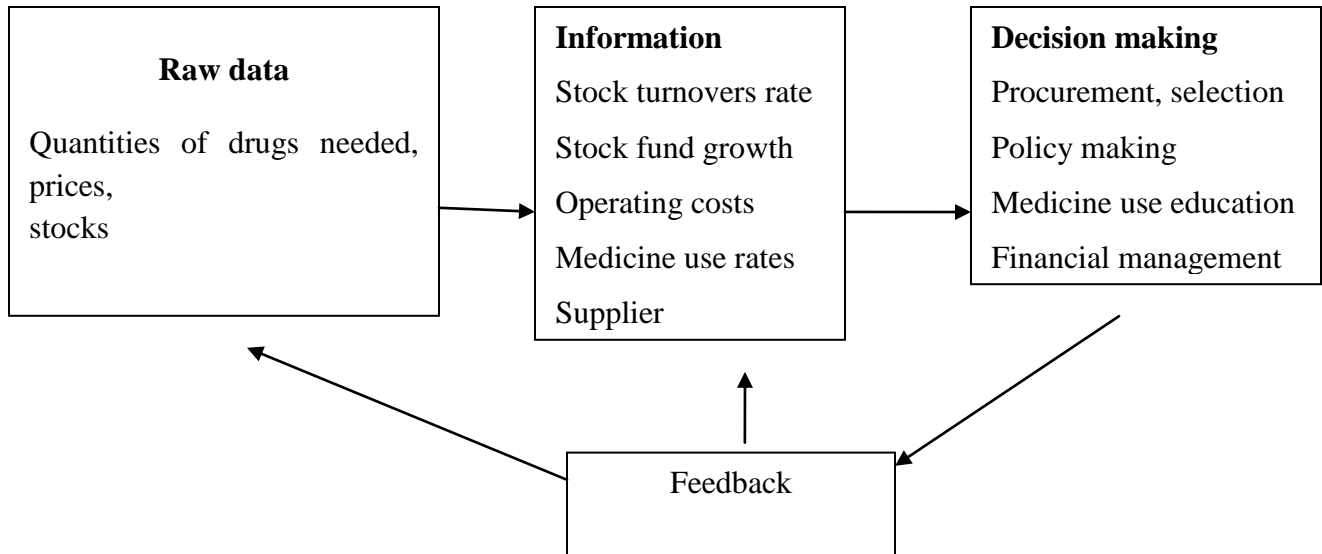 Raw data
Quantities of drugs needed,
prices,
stocks
Information
Stock turnovers rate
Stock fund growth
Operating costs
Medicine use rates
Supplier
Decision making
Procurement, selection
Policy making
Medicine use education
Financial management
Feedback